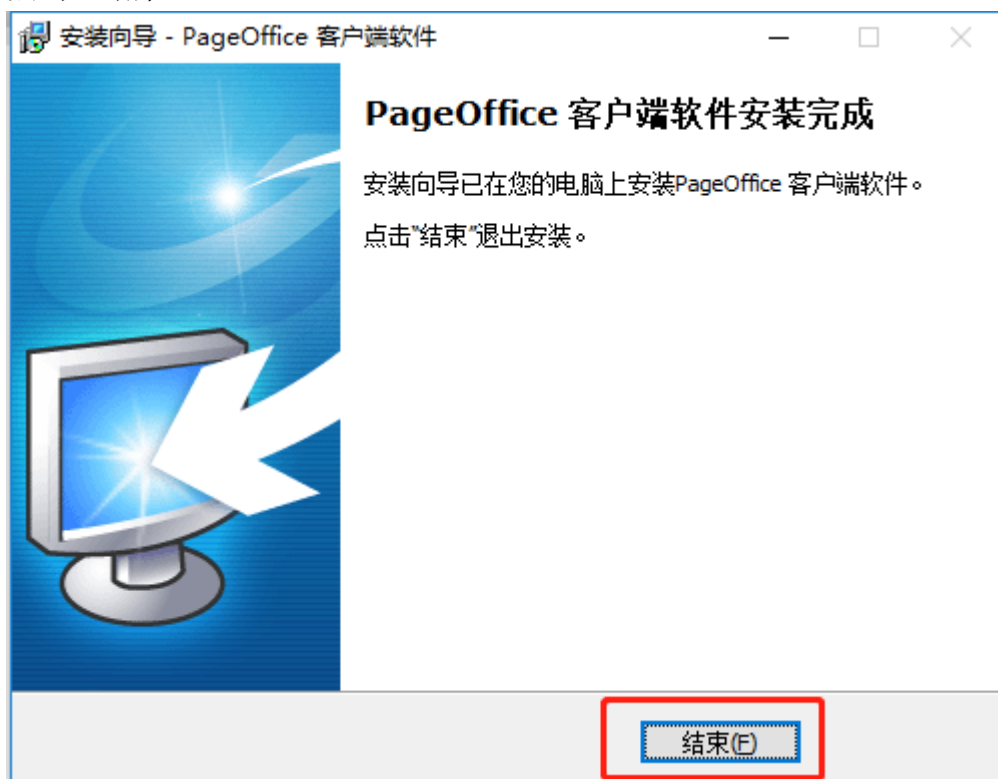 安装向导 - PageOffice 客户端软件
PageOffice 客户端软件安装完成
安装向导已在您的电脑上安装PageOffice 客户端软件。
点击"结束"退出安装。
结束(F)